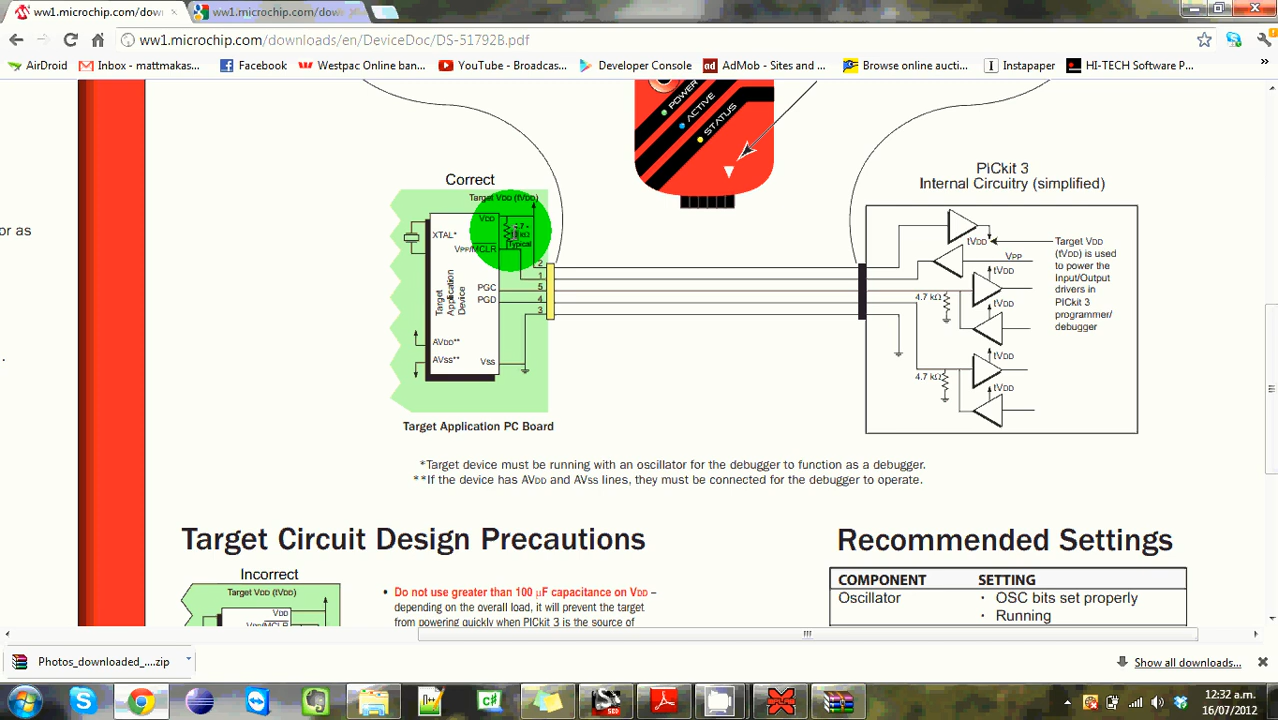 ww1.microchip.com/dow
ww1.microchip.com/dow
ww1.microchip.com/downloads/en/DeviceDoc/DS-51792B.pdf
AirDroid
Inbox - mattmakas...
Facebook
Westpac Online ban...
YouTube - Broadcas...
Developer Console
AdMob - Sites and ...
Browse online aucti...
Instapaper
HI-TECH Software P...
POWER
ACTIVE
STATUS
or as
.
Correct
Target VDD (tVDD)
VDD
XTAL*
4.7 -
kΩ
Typical
VPP/MCLR
2
1
PGC
5
PGD
4
3
Target
Application
Device
AVDD**
AVSS**
VSS
Target Application PC Board
PICkit 3
Internal Circuitry (simplified)
tVDD
VPP
tVDD
4.7 kΩ
tVDD
tVDD
4.7 kΩ
tVDD
Target VDD
(tVDD) is used
to power the
Input/Output
drivers in
PICkit 3
programmer/
debugger
*Target device must be running with an oscillator for the debugger to function as a debugger.
**If the device has AVDD and AVSS lines, they must be connected for the debugger to operate.
Target Circuit Design Precautions
Incorrect
Target VDD (tVDD)
VDD
VPP/MCLR
• Do not use greater than 100 μF capacitance on VDD –
depending on the overall load, it will prevent the target
from powering quickly when PICkit 3 is the source of
Recommended Settings
COMPONENT SETTING
Oscillator • OSC bits set properly
• Running
Photos_downloaded_....zip
Show all downloads...
12:32 a.m.
16/07/2012